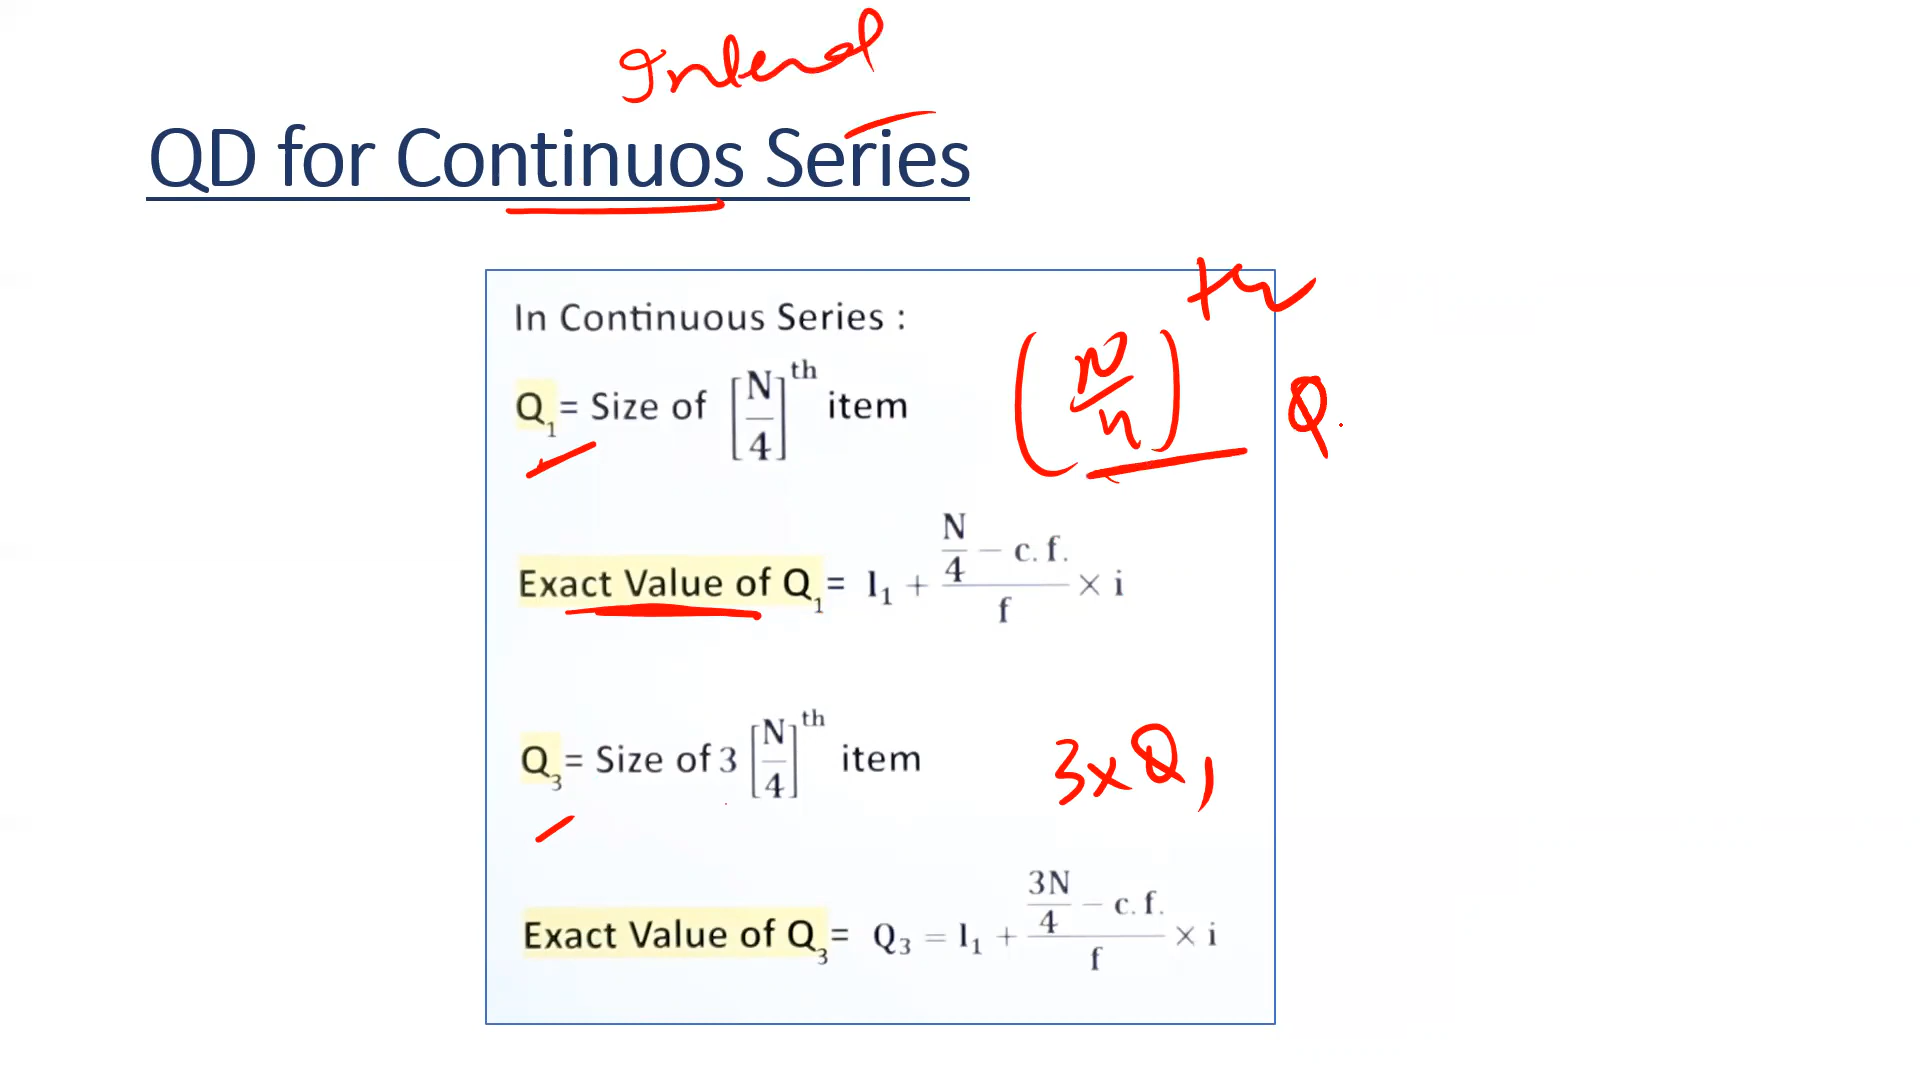 QD for Continuos Series
In Continuous Series :
Q1 = Size of [N/4]th item
(N/4)th
Q
Exact Value of Q1 = l1 + (N/4 − c. f.)/f × i
Q3 = Size of 3 [N/4]th item
3 x Q1
Exact Value of Q3 = Q3 = l1 + (3N/4 − c. f.)/f × i